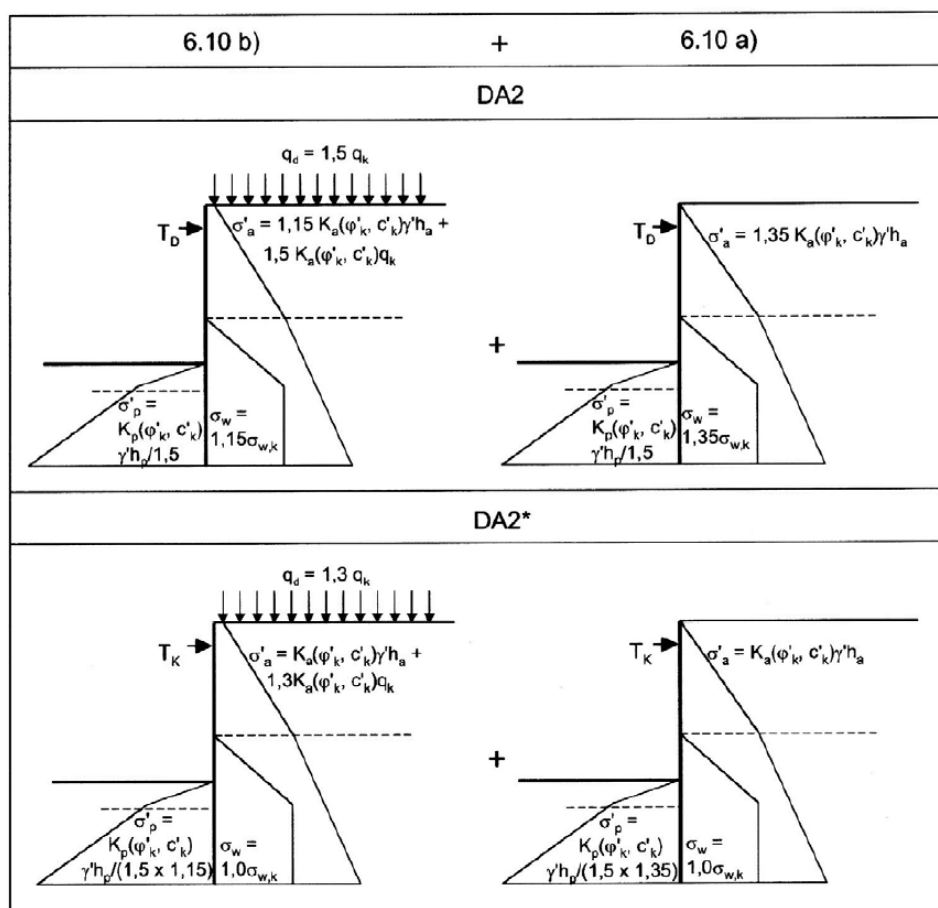 6.10 b) + 6.10 a)
DA2
q_d = 1,5 q_k
T_D
σ'_a = 1,15 K_a(φ'_k, c'_k)γ'h_a +
1,5 K_a(φ'_k, c'_k)q_k
σ'_p =
K_p(φ'_k, c'_k)
γ'h_p/1,5
σ_w =
1,15σ_w,k
+
T_D
σ'_a = 1,35 K_a(φ'_k, c'_k)γ'h_a
σ'_p =
K_p(φ'_k, c'_k)
γ'h_p/1,5
σ_w =
1,35σ_w,k
DA2*
q_d = 1,3 q_k
T_K
σ'_a = K_a(φ'_k, c'_k)γ'h_a +
1,3K_a(φ'_k, c'_k)q_k
σ'_p =
K_p(φ'_k, c'_k)
γ'h_p/(1,5 x 1,15)
σ_w =
1,0σ_w,k
+
T_K
σ'_a = K_a(φ'_k, c'_k)γ'h_a
σ'_p =
K_p(φ'_k, c'_k)
γ'h_p/(1,5 x 1,35)
σ_w =
1,0σ_w,k